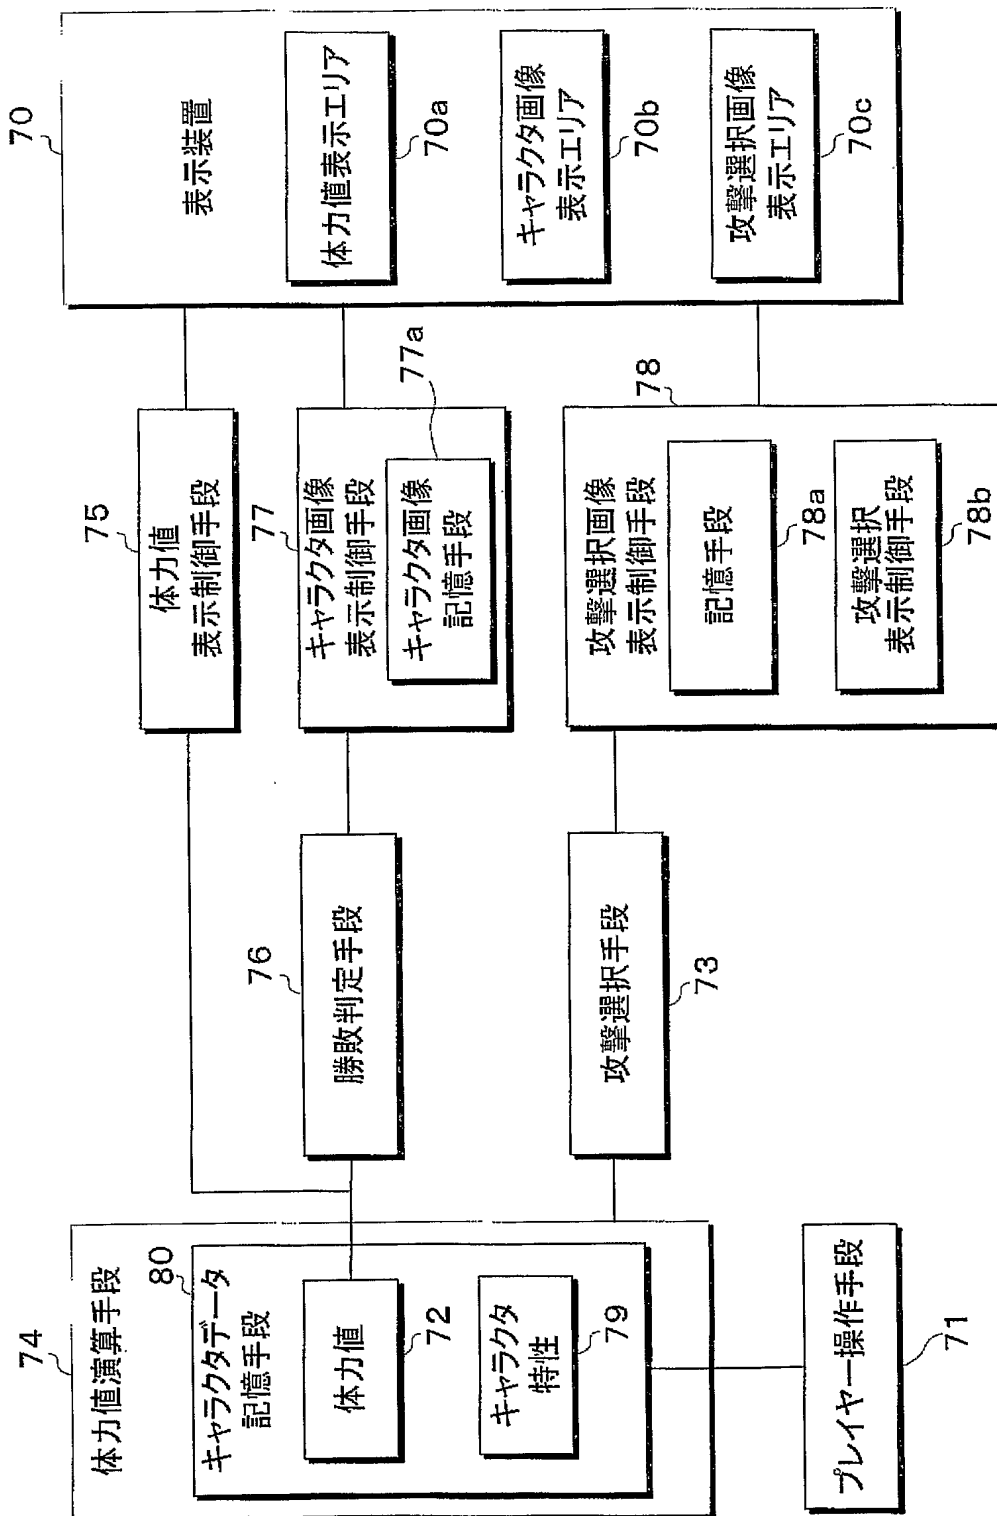 74
体力値演算手段
80
キャラクタデータ
記憶手段
体力値
72
キャラクタ
特性
79
プレイヤー操作手段
71
76
勝敗判定手段
攻撃選択手段
73
75
体力値
表示制御手段
77
キャラクタ画像
表示制御手段
キャラクタ画像
記憶手段
77a
78
攻撃選択画像
表示制御手段
記憶手段
78a
攻撃選択
表示制御手段
78b
70
表示装置
体力値表示エリア
70a
キャラクタ画像
表示エリア
70b
攻撃選択画像
表示エリア
70c